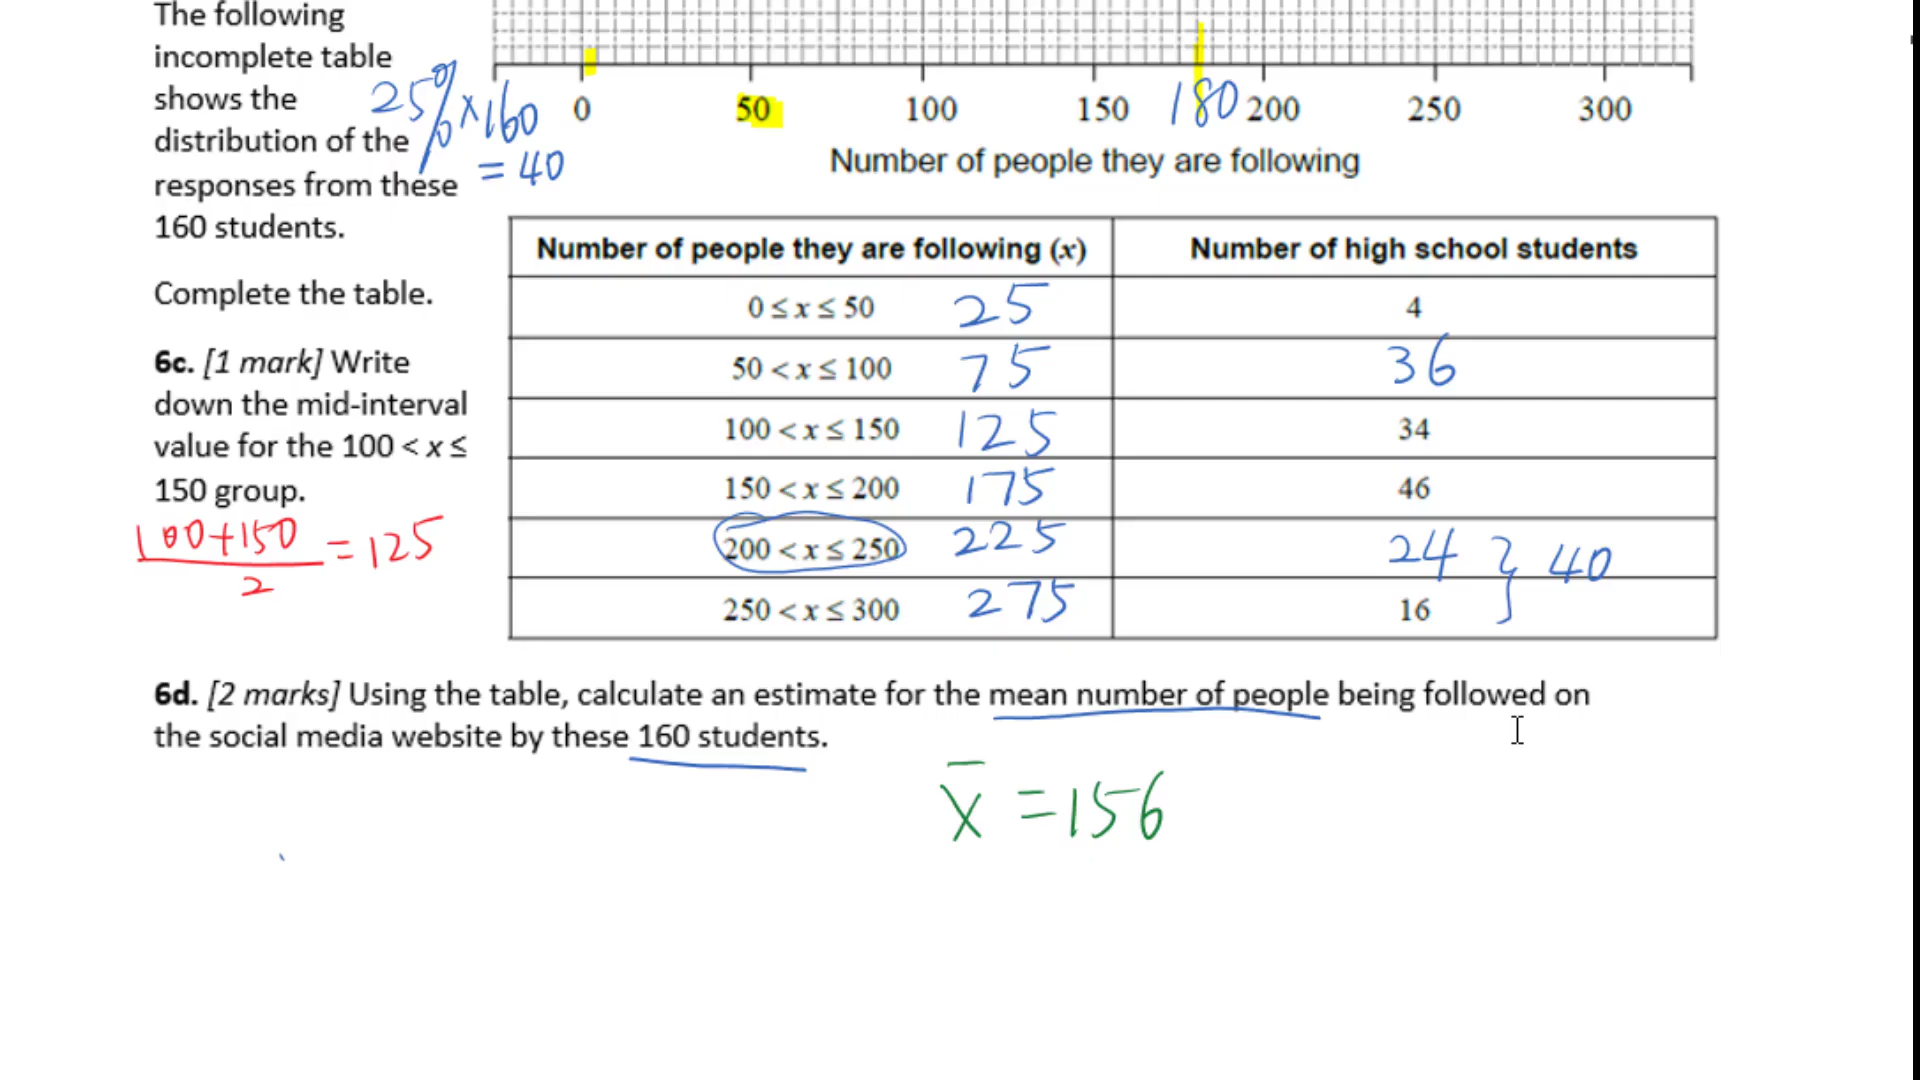 The following
incomplete table
shows the
distribution of the
responses from these
160 students.
25% × 160
= 40
0 50 100 150 180 200 250 300
Number of people they are following
Complete the table.
6c. [1 mark] Write
down the mid-interval
value for the 100 < x ≤
150 group.
100+150
2
= 125
Number of people they are following (x) Number of high school students
0 ≤ x ≤ 50 25 4
50 < x ≤ 100 75 36
100 < x ≤ 150 125 34
150 < x ≤ 200 175 46
200 < x ≤ 250 225 24 } 40
250 < x ≤ 300 275 16
6d. [2 marks] Using the table, calculate an estimate for the mean number of people being followed on
the social media website by these 160 students.
x̄ = 156